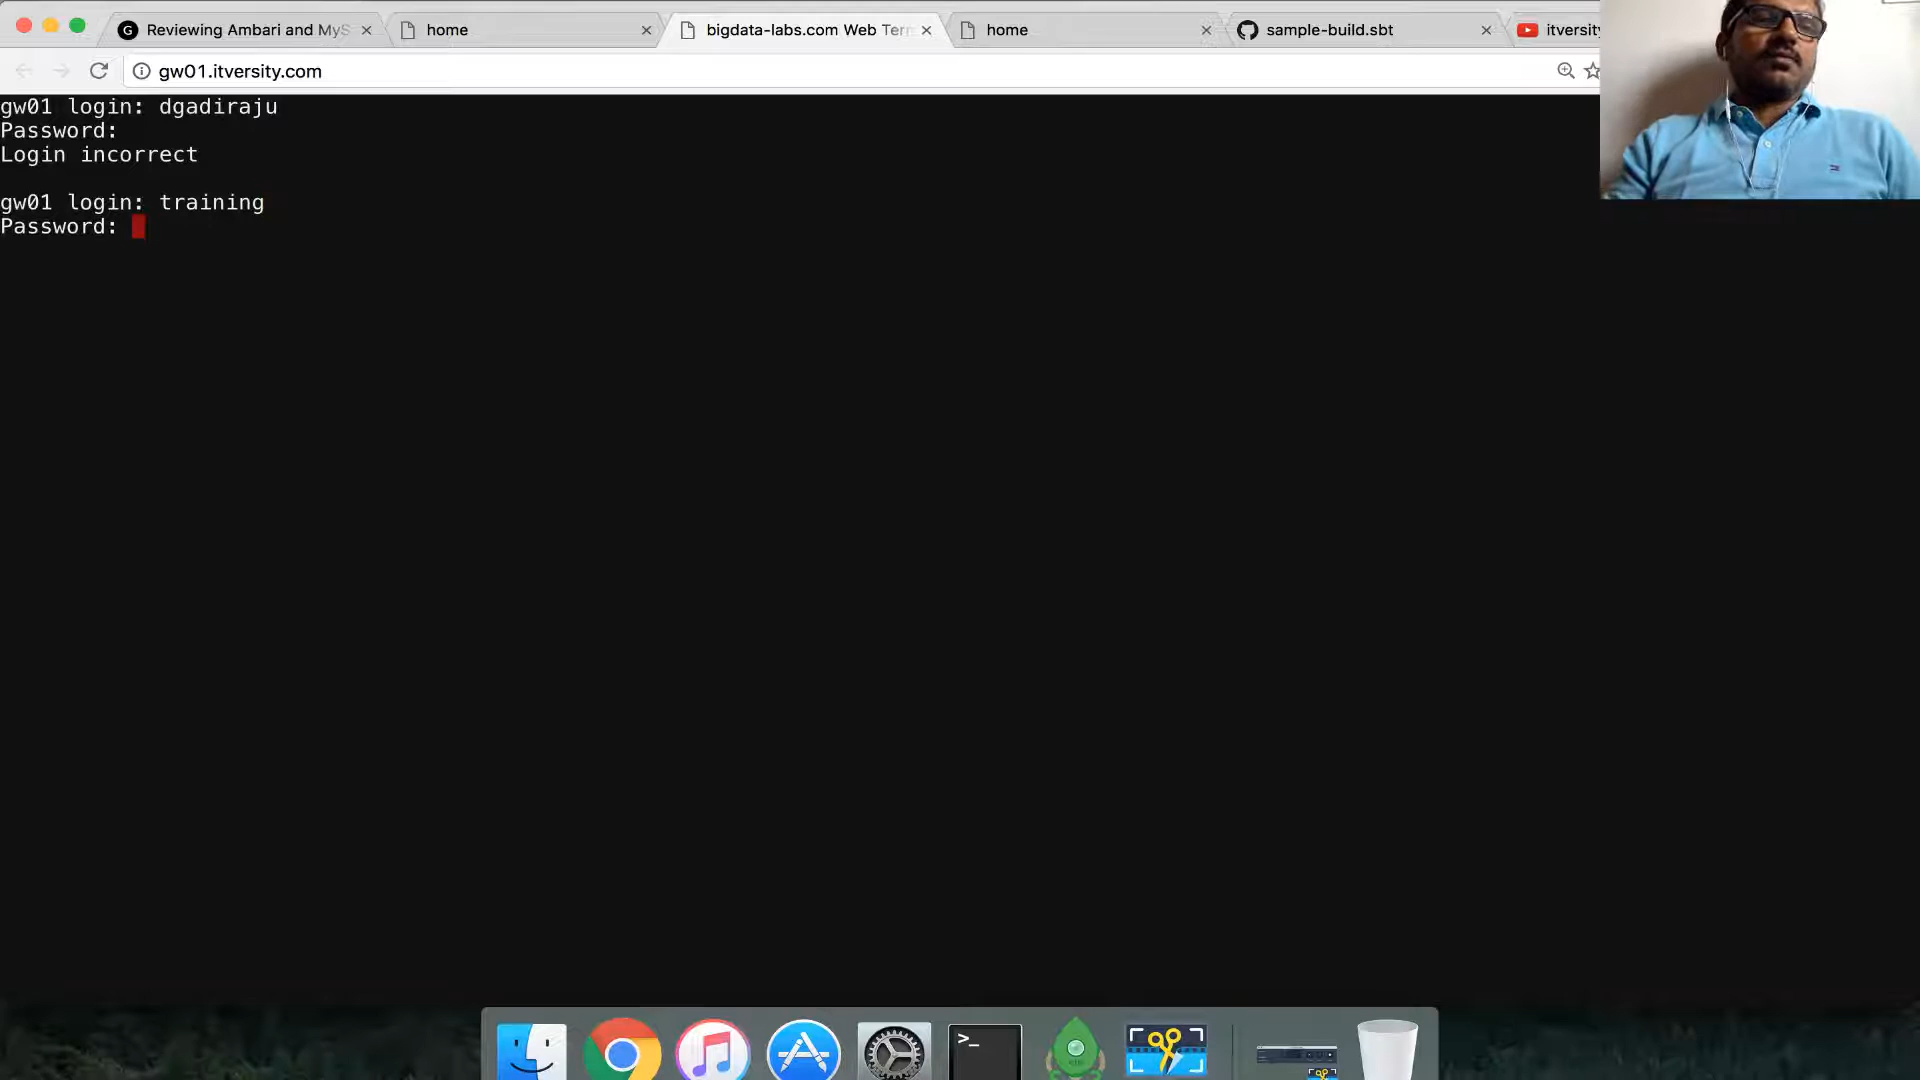 Reviewing Ambari and MyS
home
bigdata-labs.com Web Term
home
sample-build.sbt
itversity
gw01.itversity.com
gw01 login: dgadiraju
Password:
Login incorrect
gw01 login: training
Password:
>_